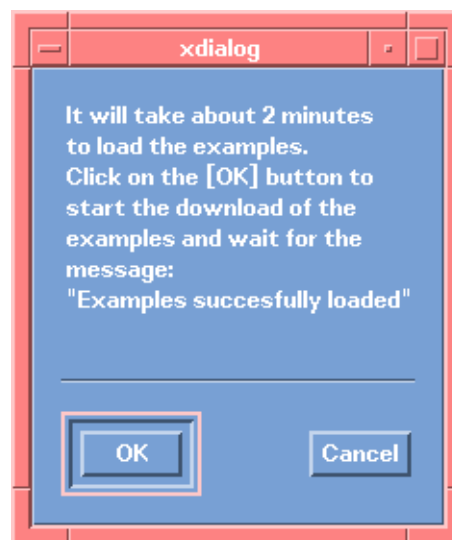 xdialog
It will take about 2 minutes
to load the examples.
Click on the [OK] button to
start the download of the
examples and wait for the
message:
"Examples succesfully loaded"
OK
Cancel